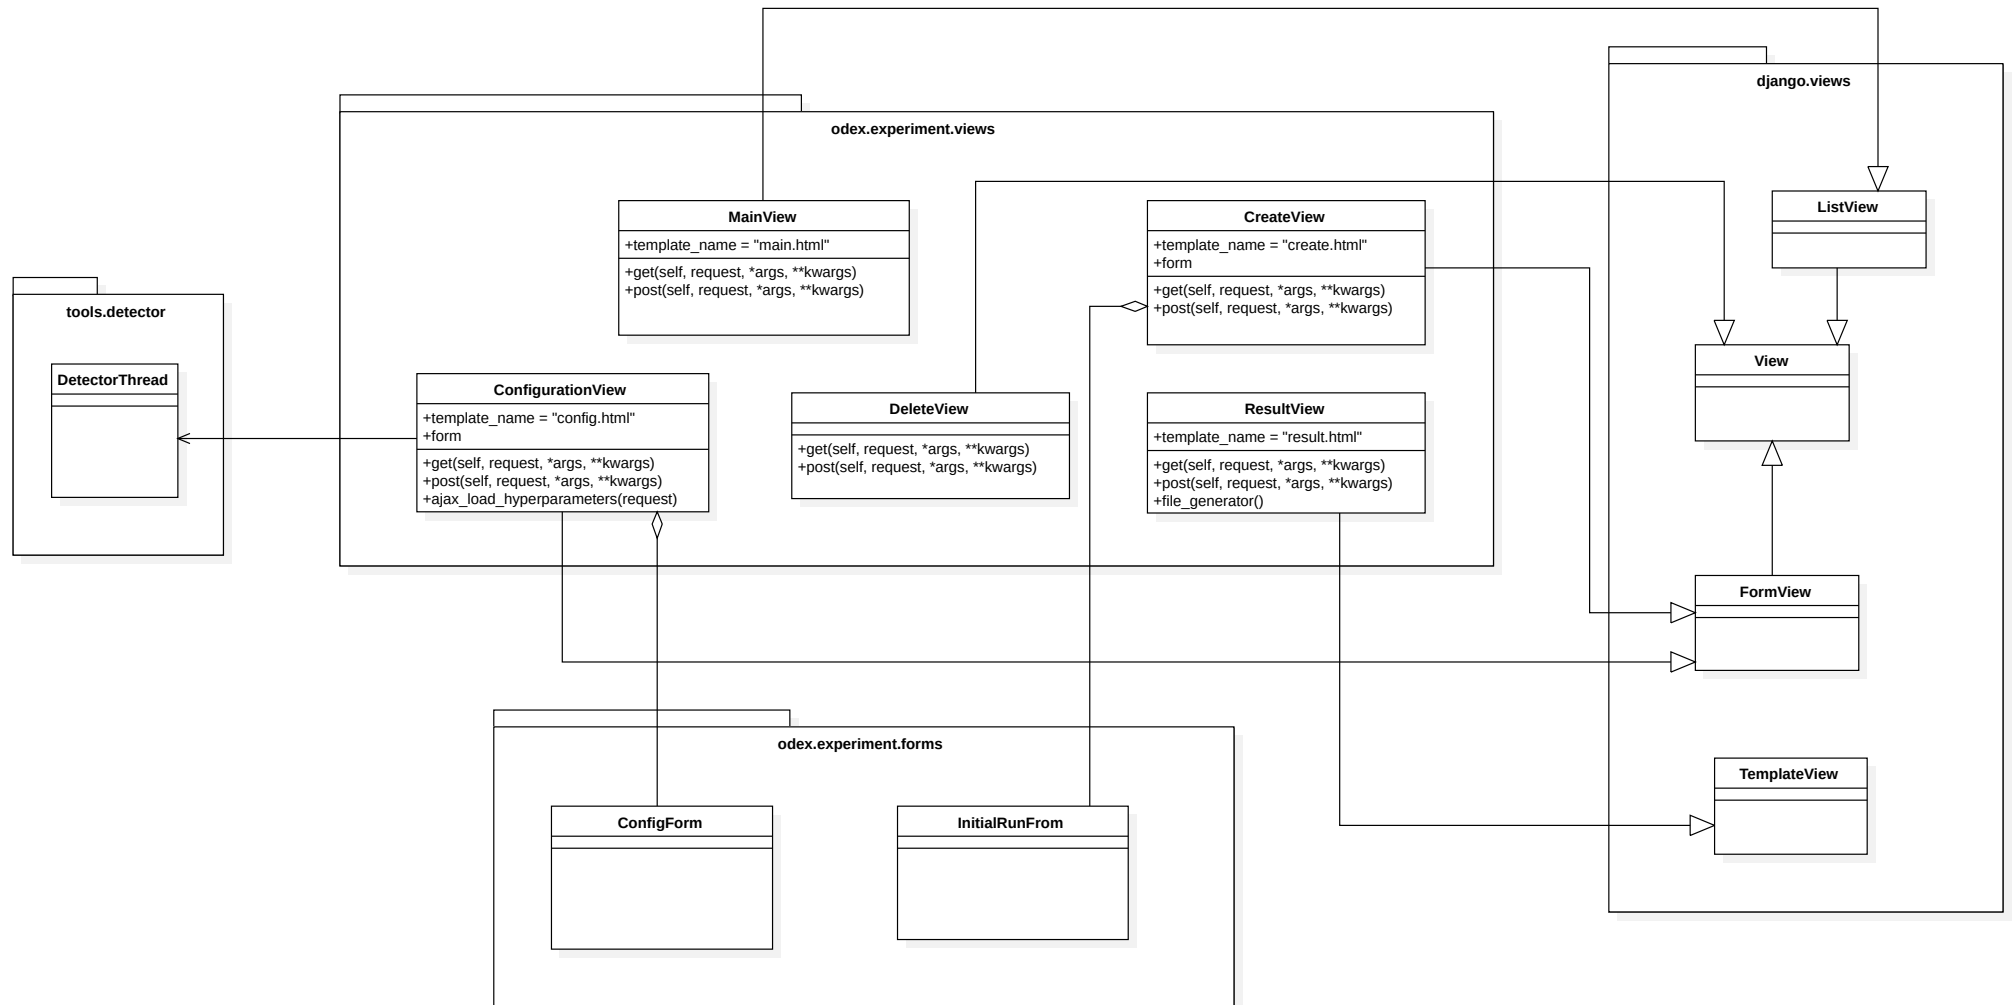 django.views
odex.experiment.views
ListView
MainView
+template_name = "main.html"
+get(self, request, *args, **kwargs)
+post(self, request, *args, **kwargs)
CreateView
+template_name = "create.html"
+form
+get(self, request, *args, **kwargs)
+post(self, request, *args, **kwargs)
tools.detector
DetectorThread
View
ConfigurationView
+template_name = "config.html"
+form
+get(self, request, *args, **kwargs)
+post(self, request, *args, **kwargs)
+ajax_load_hyperparameters(request)
DeleteView
+get(self, request, *args, **kwargs)
+post(self, request, *args, **kwargs)
ResultView
+template_name = "result.html"
+get(self, request, *args, **kwargs)
+post(self, request, *args, **kwargs)
+file_generator()
FormView
odex.experiment.forms
TemplateView
ConfigForm
InitialRunFrom